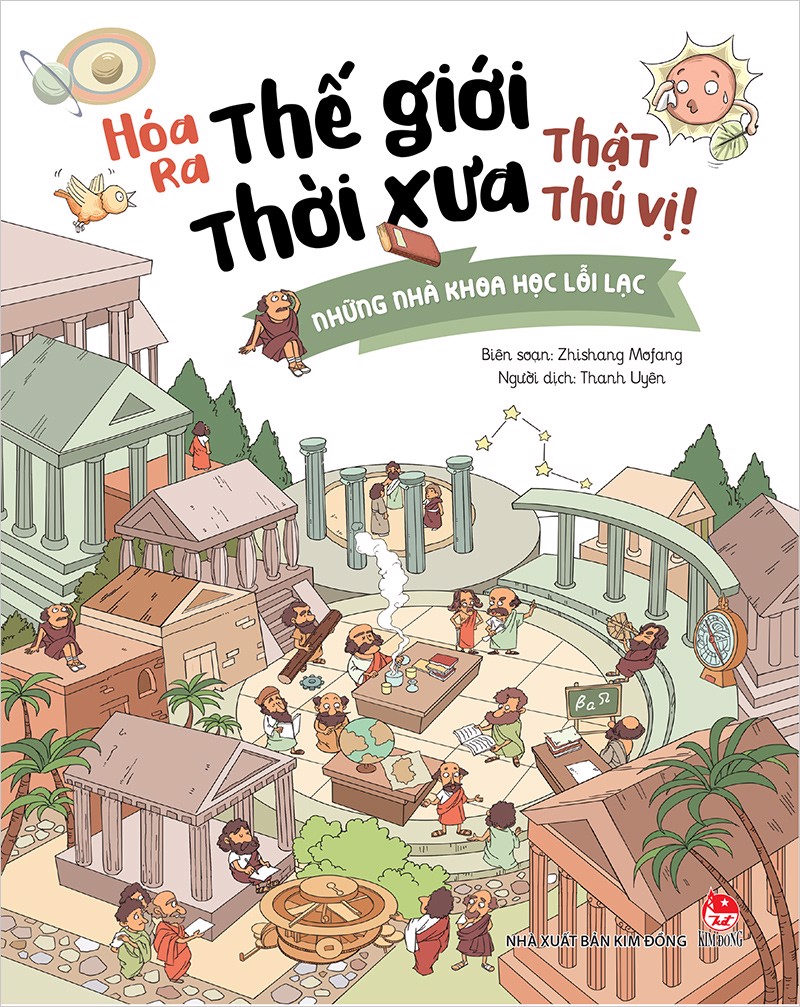 Hóa Ra
Thế giới
Thời xưa
Thật
Thú vị!
NHỮNG NHÀ KHOA HỌC LỖI LẠC
Biên soạn: Zhishang Mofang
Người dịch: Thanh Uyên
βaΩ
NHÀ XUẤT BẢN KIM ĐỒNG
KIM ĐỒNG